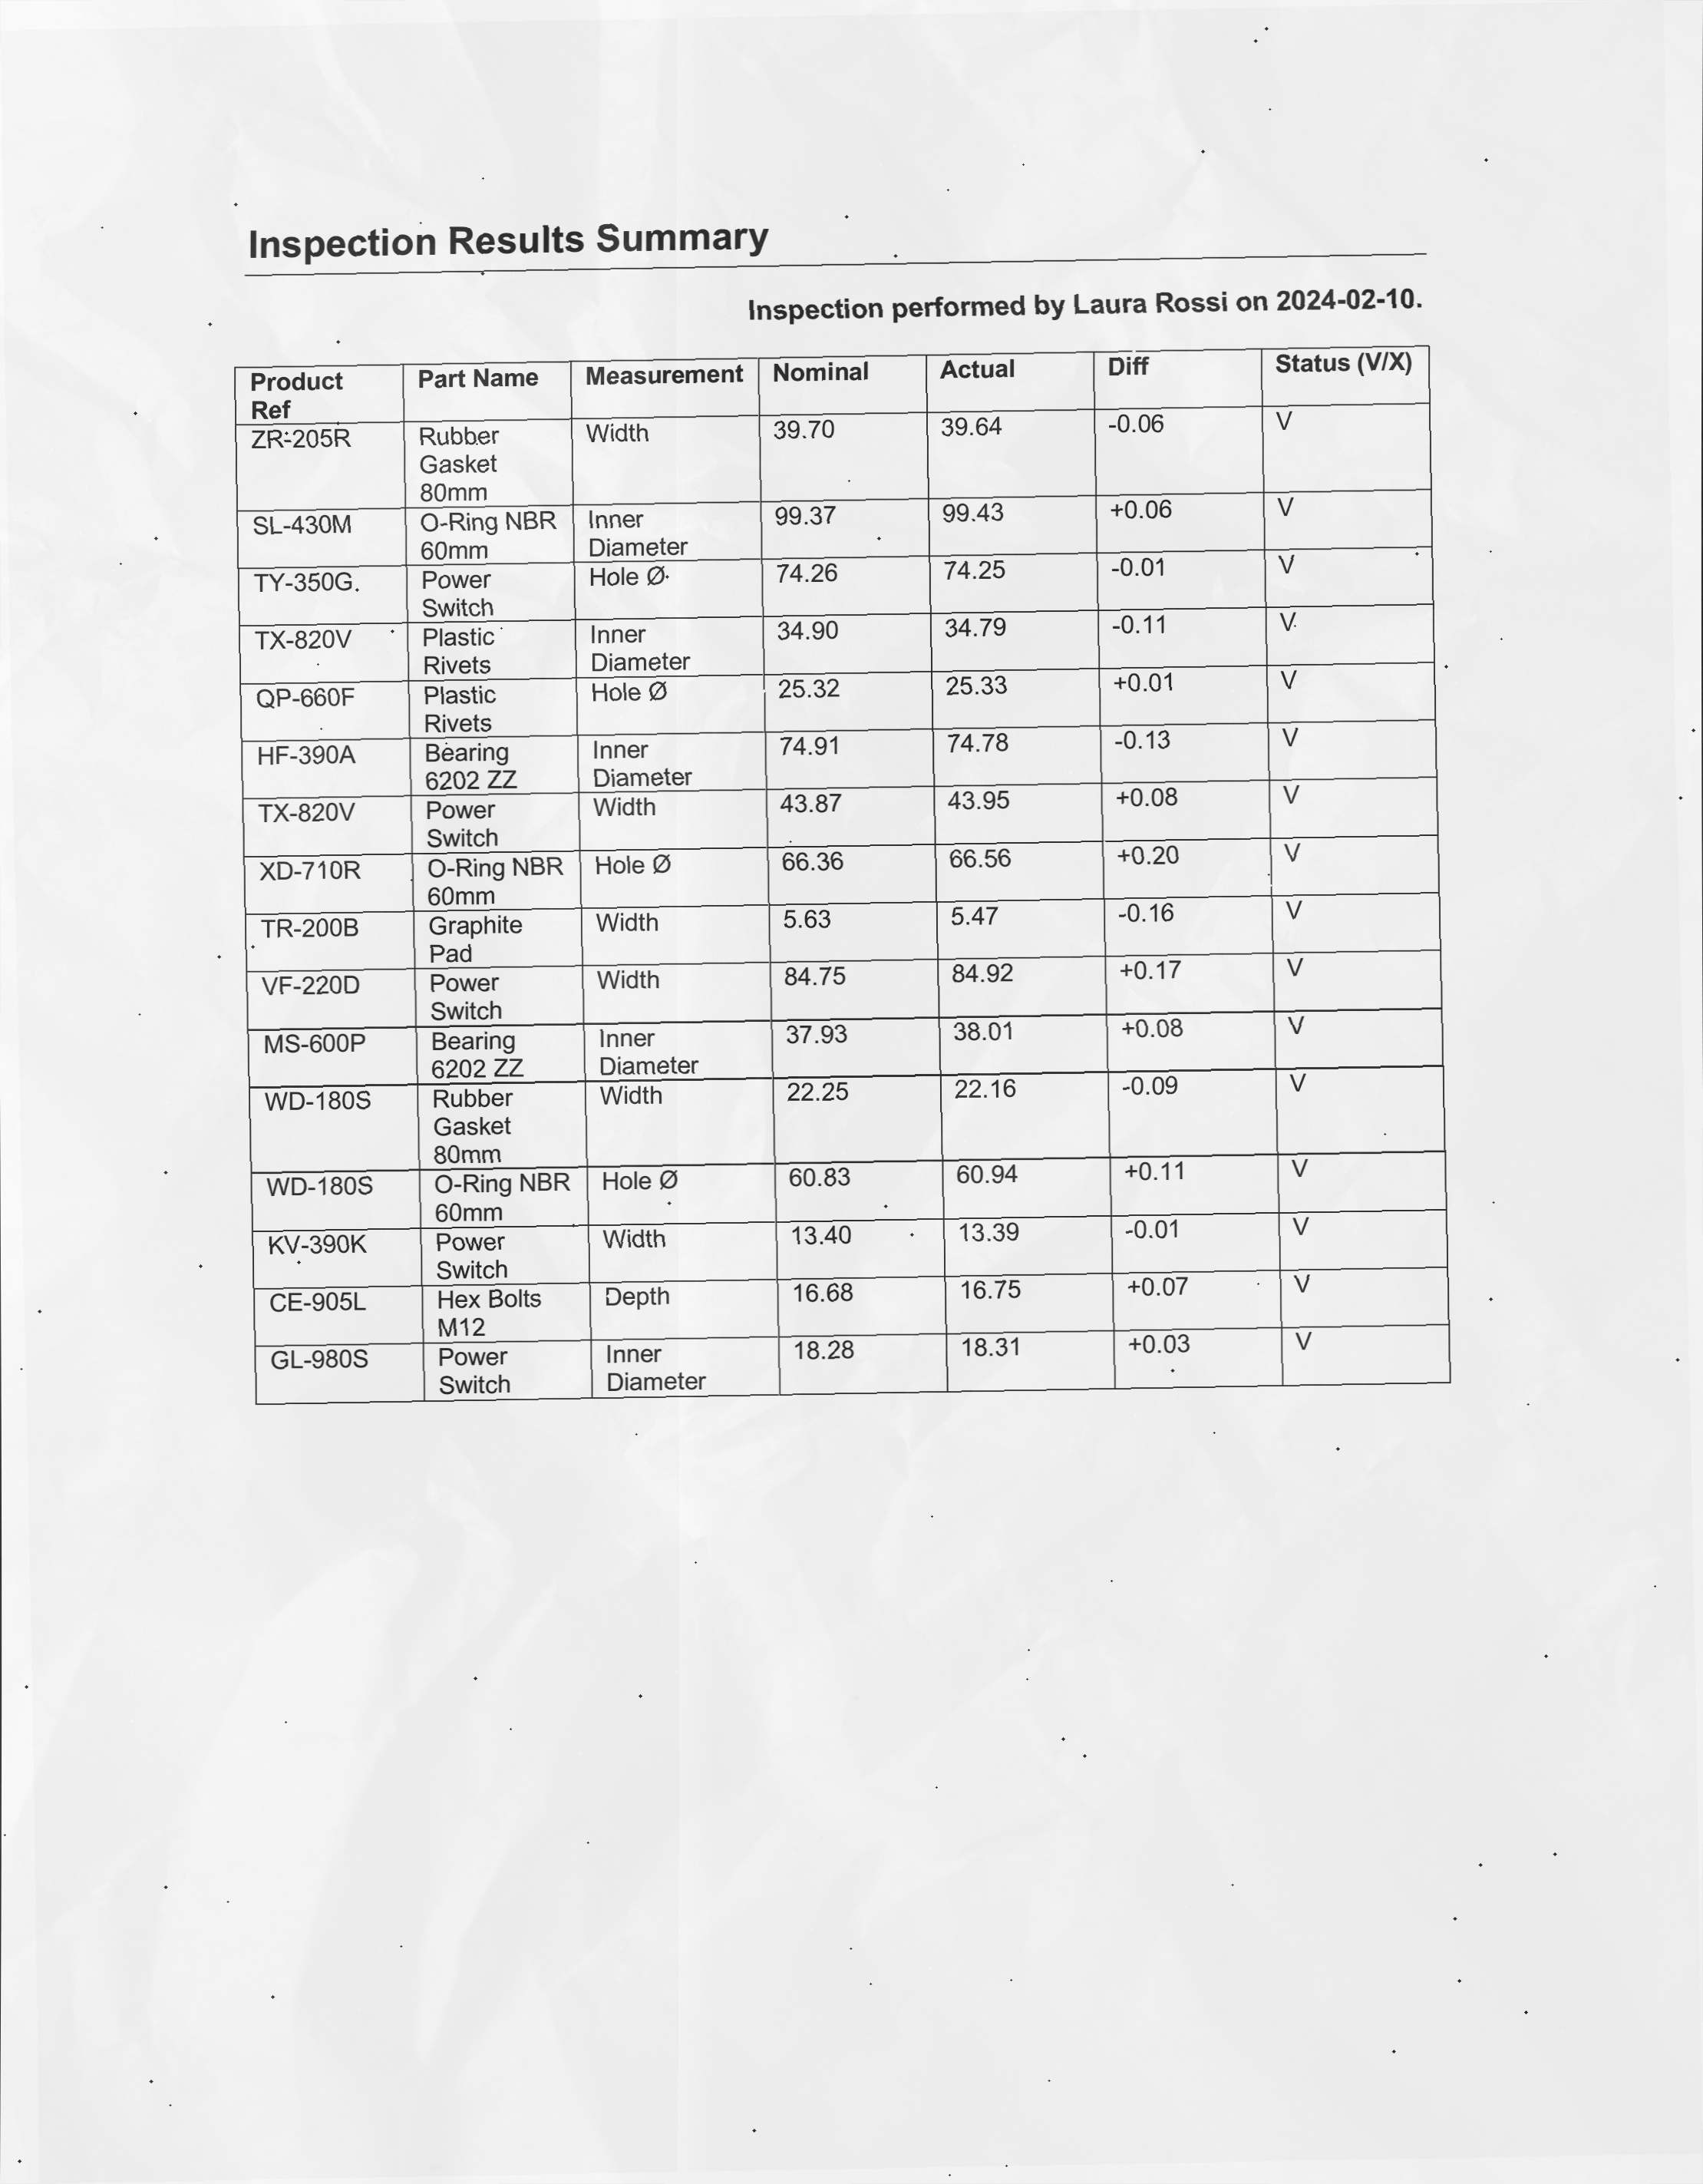 Inspection Results Summary
Inspection performed by Laura Rossi on 2024-02-10.
Product Ref Part Name Measurement Nominal Actual Diff Status (V/X)
ZR-205R Rubber Gasket 80mm Width 39.70 39.64 -0.06 V
SL-430M O-Ring NBR 60mm Inner Diameter 99.37 99.43 +0.06 V
TY-350G Power Switch Hole Ø 74.26 74.25 -0.01 V
TX-820V Plastic Rivets Inner Diameter 34.90 34.79 -0.11 V
QP-660F Plastic Rivets Hole Ø 25.32 25.33 +0.01 V
HF-390A Bearing 6202 ZZ Inner Diameter 74.91 74.78 -0.13 V
TX-820V Power Switch Width 43.87 43.95 +0.08 V
XD-710R O-Ring NBR 60mm Hole Ø 66.36 66.56 +0.20 V
TR-200B Graphite Pad Width 5.63 5.47 -0.16 V
VF-220D Power Switch Width 84.75 84.92 +0.17 V
MS-600P Bearing 6202 ZZ Inner Diameter 37.93 38.01 +0.08 V
WD-180S Rubber Gasket 80mm Width 22.25 22.16 -0.09 V
WD-180S O-Ring NBR 60mm Hole Ø 60.83 60.94 +0.11 V
KV-390K Power Switch Width 13.40 13.39 -0.01 V
CE-905L Hex Bolts M12 Depth 16.68 16.75 +0.07 V
GL-980S Power Switch Inner Diameter 18.28 18.31 +0.03 V